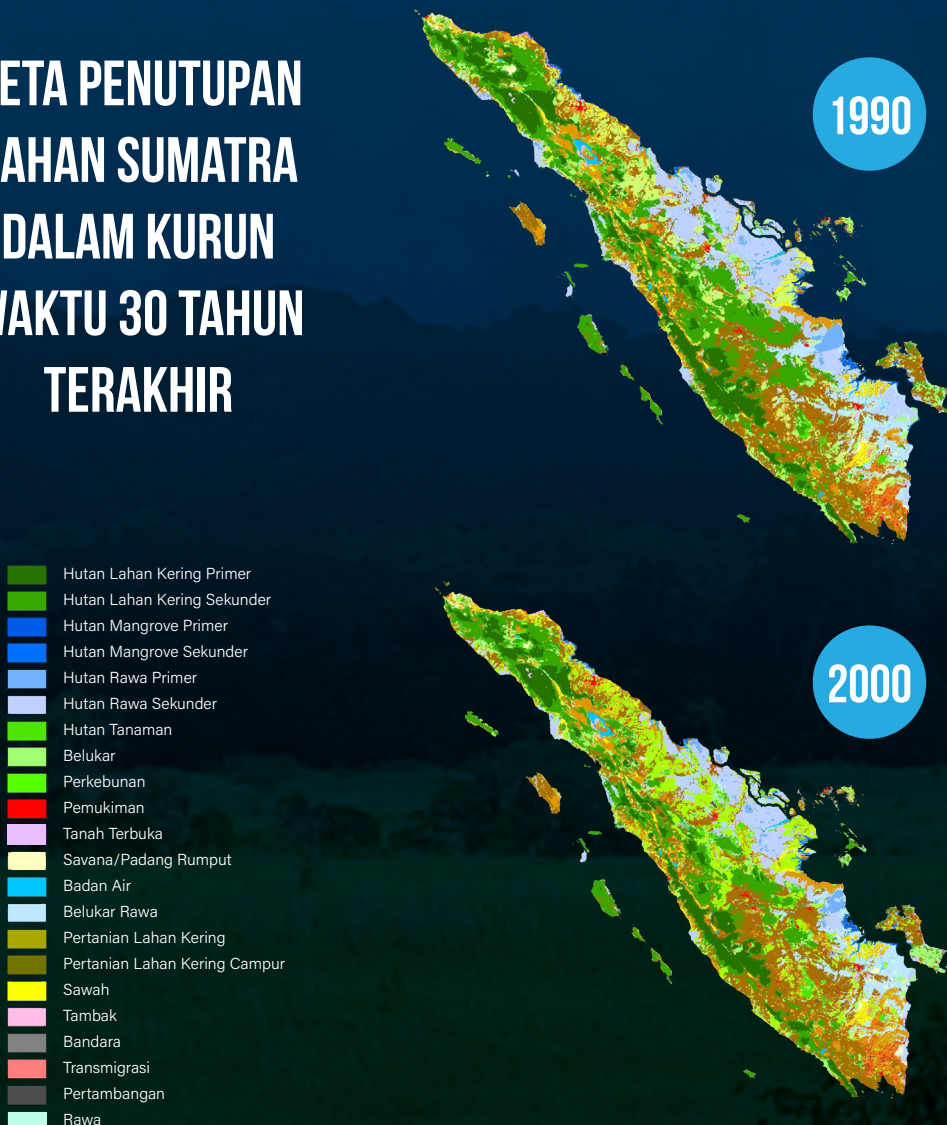 ETA PENUTUPAN
AHAN SUMATRA
DALAM KURUN
WAKTU 30 TAHUN
TERAKHIR
1990
Hutan Lahan Kering Primer
Hutan Lahan Kering Sekunder
Hutan Mangrove Primer
Hutan Mangrove Sekunder
Hutan Rawa Primer
Hutan Rawa Sekunder
Hutan Tanaman
Belukar
Perkebunan
Pemukiman
Tanah Terbuka
Savana/Padang Rumput
Badan Air
Belukar Rawa
Pertanian Lahan Kering
Pertanian Lahan Kering Campur
Sawah
Tambak
Bandara
Transmigrasi
Pertambangan
Rawa
2000